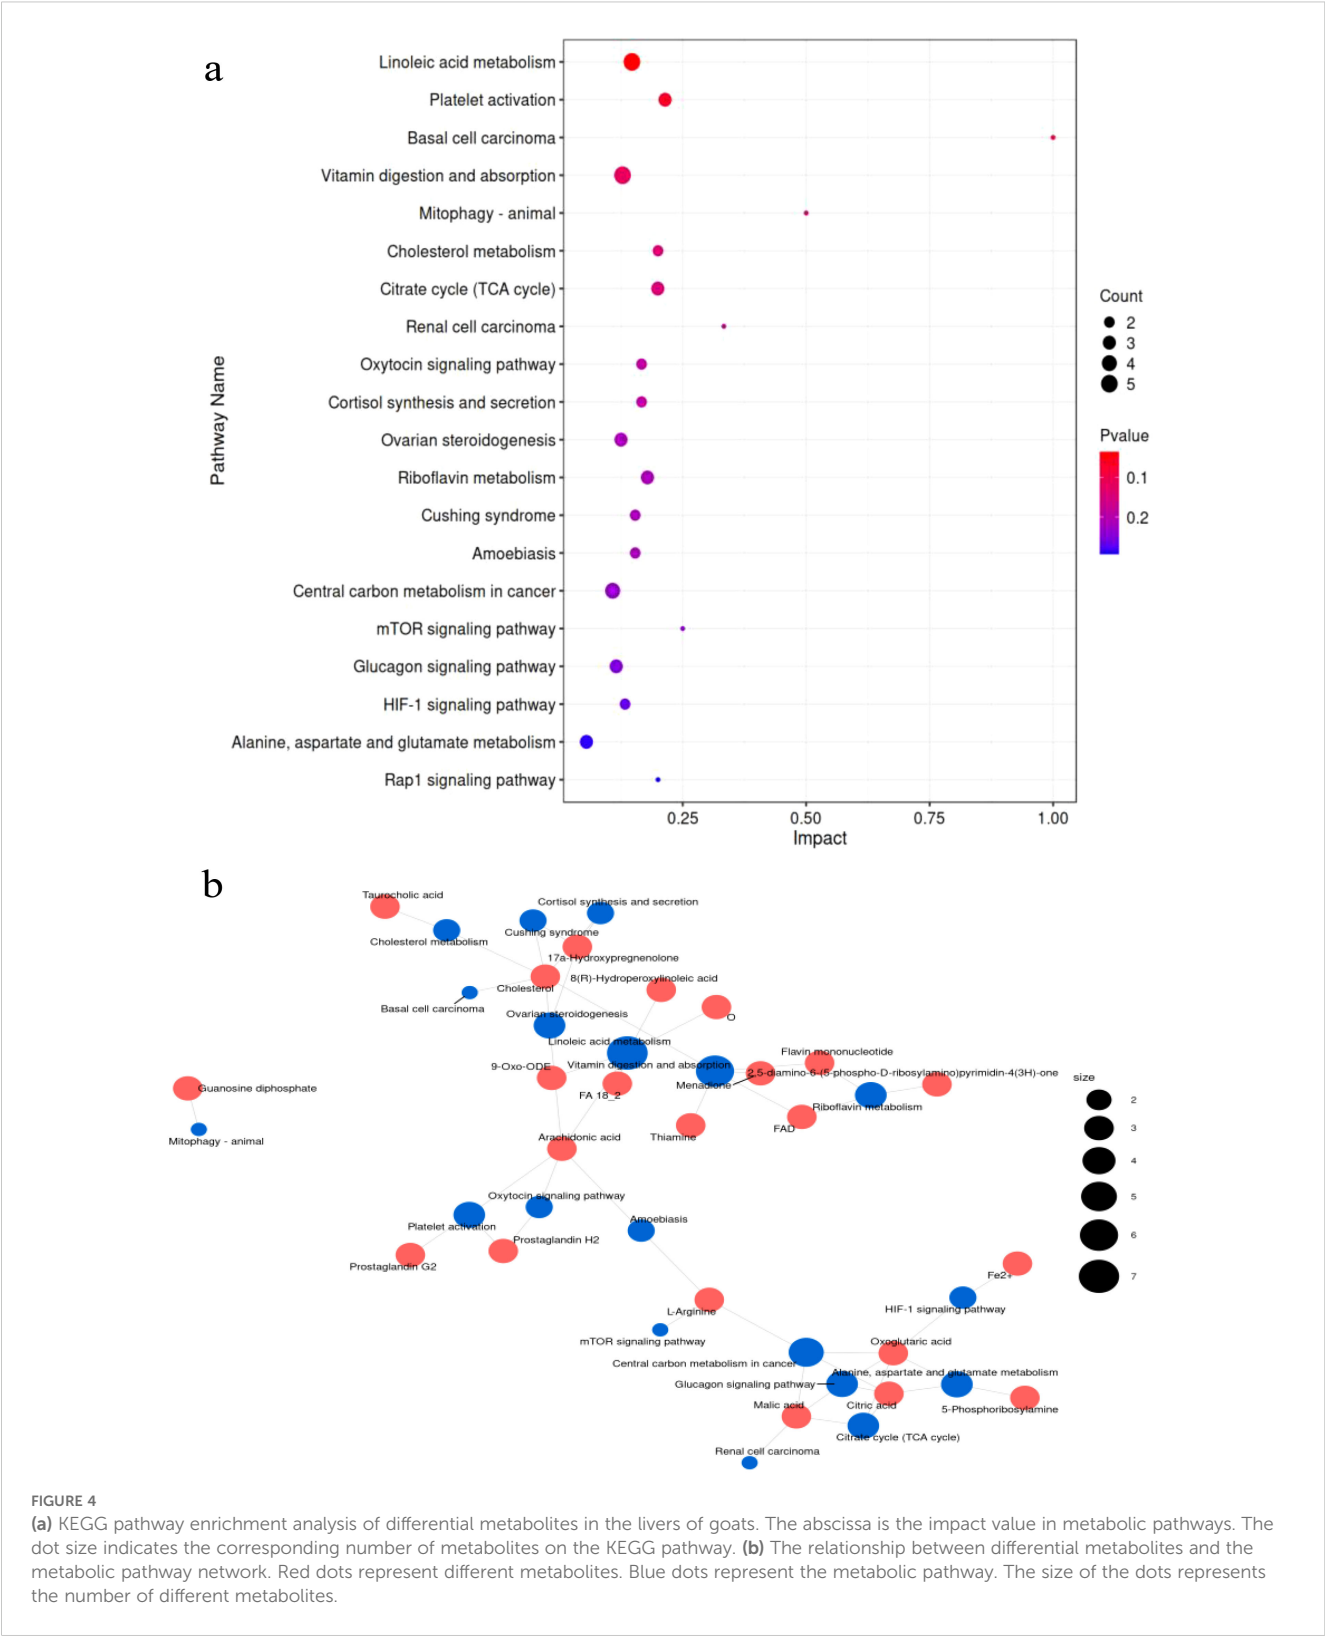 a
Linoleic acid metabolism
Platelet activation
Basal cell carcinoma
Vitamin digestion and absorption
Mitophagy - animal
Cholesterol metabolism
Citrate cycle (TCA cycle)
Renal cell carcinoma
Oxytocin signaling pathway
Cortisol synthesis and secretion
Ovarian steroidogenesis
Riboflavin metabolism
Cushing syndrome
Amoebiasis
Central carbon metabolism in cancer
mTOR signaling pathway
Glucagon signaling pathway
HIF-1 signaling pathway
Alanine, aspartate and glutamate metabolism
Rap1 signaling pathway
Pathway Name
0.25 0.50 0.75 1.00
Impact
Count
2
3
4
5
Pvalue
0.1
0.2
b
Taurocholic acid
Cortisol synthesis and secretion
Cushing syndrome
Cholesterol metabolism
17a-Hydroxypregnenolone
8(R)-Hydroperoxylinoleic acid
Cholesterol
Basal cell carcinoma
Ovarian steroidogenesis
O
Linoleic acid metabolism
Flavin mononucleotide
9-Oxo-ODE
Vitamin digestion and absorption
2,5-diamino-6-(5-phospho-D-ribosylamino)pyrimidin-4(3H)-one
Menadione
Guanosine diphosphate
FA 18_2
Riboflavin metabolism
FAD
Thiamine
Mitophagy - animal
Arachidonic acid
Oxytocin signaling pathway
Amoebiasis
Platelet activation
Prostaglandin H2
Prostaglandin G2
Fe2+
L-Arginine
HIF-1 signaling pathway
mTOR signaling pathway
Oxoglutaric acid
Central carbon metabolism in cancer
Alanine, aspartate and glutamate metabolism
Glucagon signaling pathway
Malic acid
Citric acid
5-Phosphoribosylamine
Citrate cycle (TCA cycle)
Renal cell carcinoma
size
2
3
4
5
6
7
FIGURE 4
(a) KEGG pathway enrichment analysis of differential metabolites in the livers of goats. The abscissa is the impact value in metabolic pathways. The
dot size indicates the corresponding number of metabolites on the KEGG pathway. (b) The relationship between differential metabolites and the
metabolic pathway network. Red dots represent different metabolites. Blue dots represent the metabolic pathway. The size of the dots represents
the number of different metabolites.